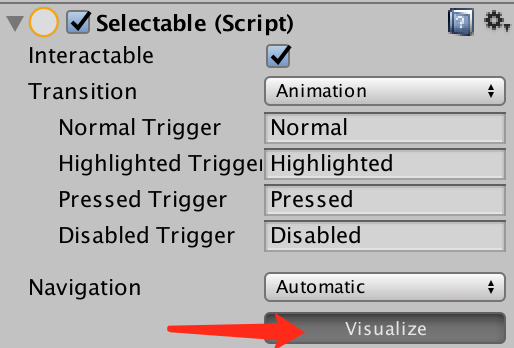 Selectable (Script)
Interactable
Transition Animation
Normal Trigger Normal
Highlighted Trigger Highlighted
Pressed Trigger Pressed
Disabled Trigger Disabled
Navigation Automatic
Visualize